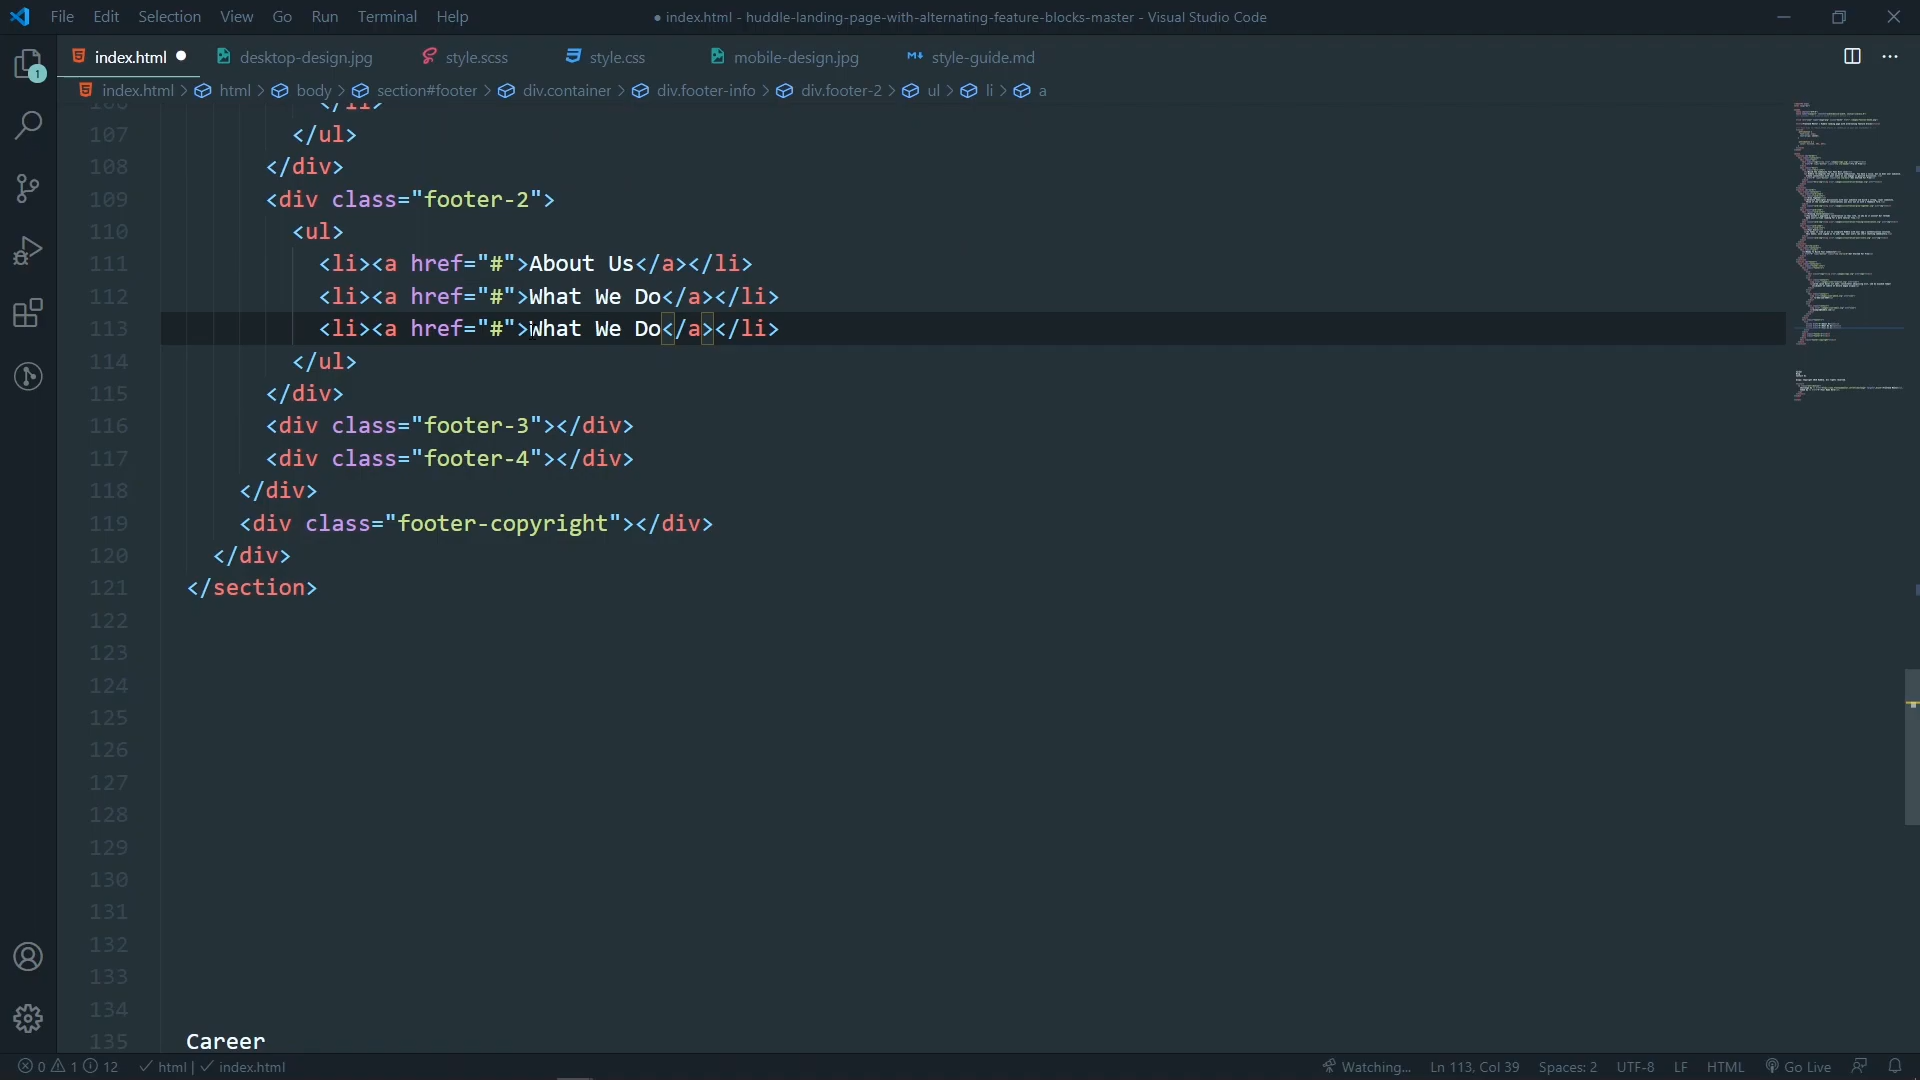 File Edit Selection View Go Run Terminal Help
● index.html - huddle-landing-page-with-alternating-feature-blocks-master - Visual Studio Code
index.html desktop-design.jpg style.scss style.css mobile-design.jpg style-guide.md
index.html > html > body > section#footer > div.container > div.footer-info > div.footer-2 > ul > li > a
1
106 </li>
107 </ul>
108 </div>
109 <div class="footer-2">
110 <ul>
111 <li><a href="#">About Us</a></li>
112 <li><a href="#">What We Do</a></li>
113 <li><a href="#">What We Do</a></li>
114 </ul>
115 </div>
116 <div class="footer-3"></div>
117 <div class="footer-4"></div>
118 </div>
119 <div class="footer-copyright"></div>
120 </div>
121 </section>
122
123
124
125
126
127
128
129
130
131
132
133
134
135 Career
0 1 12 html | index.html Watching... Ln 113, Col 39 Spaces: 2 UTF-8 LF HTML Go Live